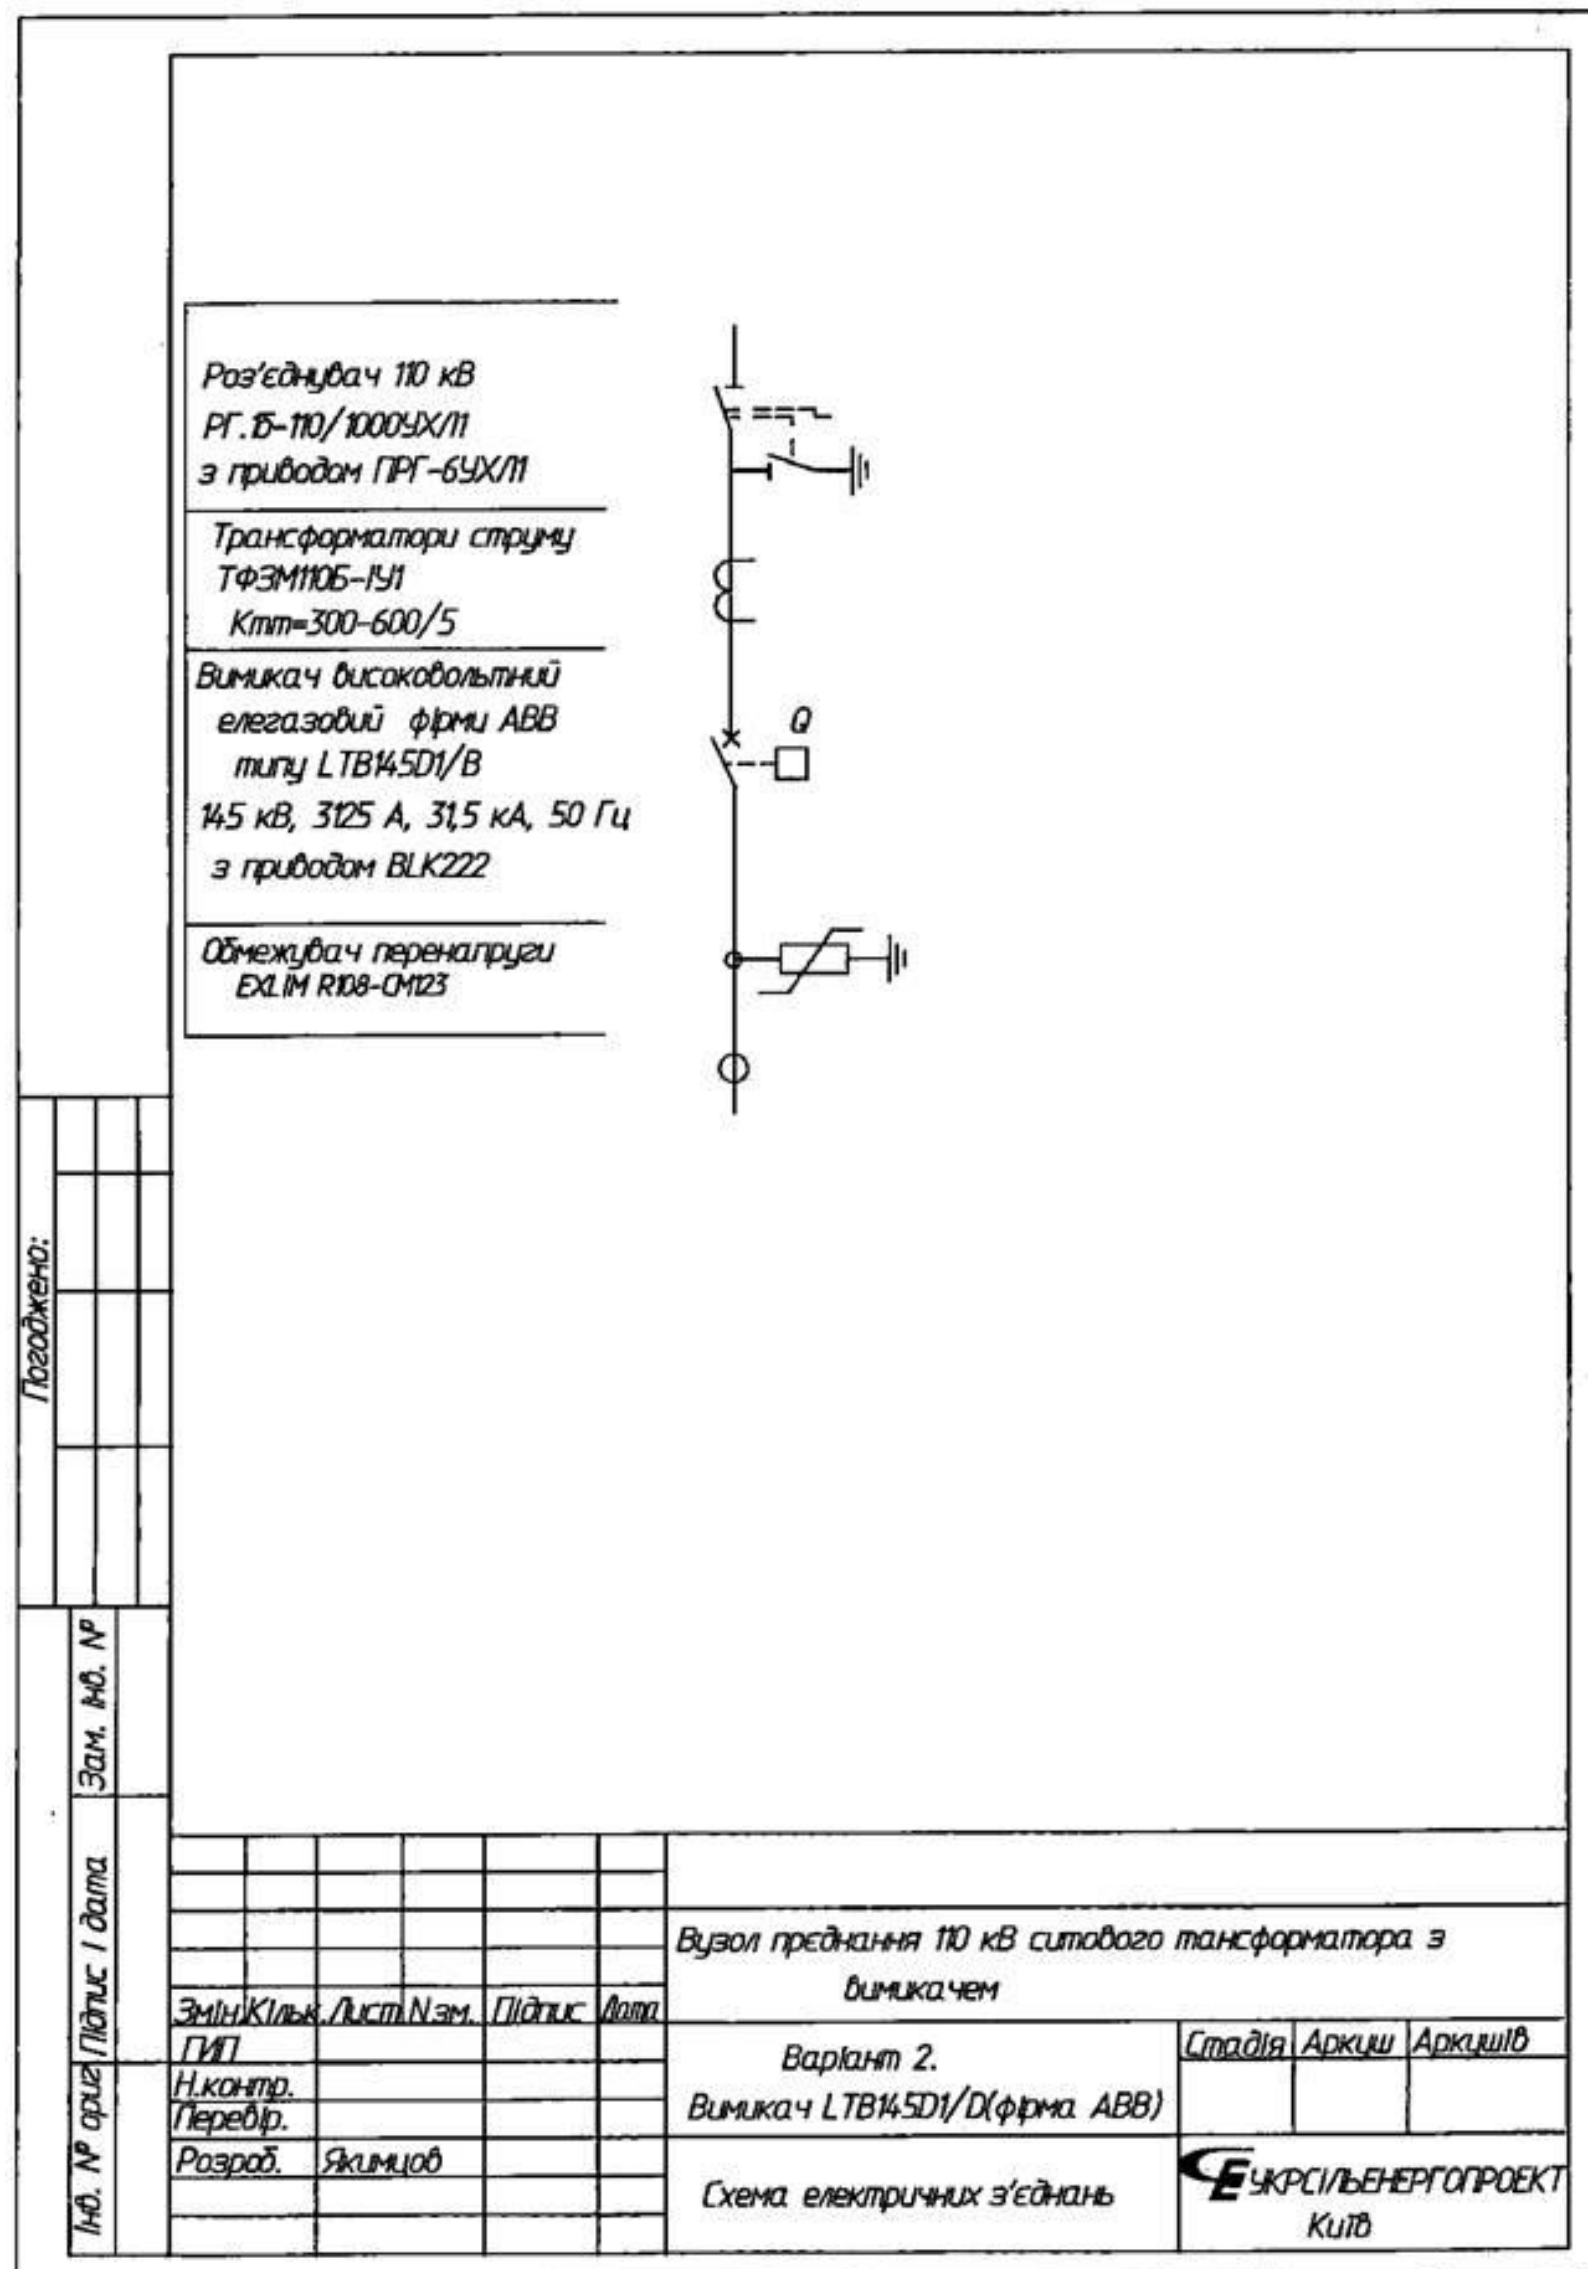 Роз'єднувач 110 кВ
РГ.1Б-110/1000УХЛ1
з приводом ПРГ-6УХЛ1
Трансформатори струму
ТФЗМ110Б-ІУ1
Ктт=300-600/5
Вимикач високовольтний
елегазовий фірми АВВ
типу LTB145D1/B
145 кВ, 3125 А, 31,5 кА, 50 Гц
з приводом BLK222
Q
Обмежувач перенапруги
EXLIM R108-CM123
Погоджено:
Зам. Інв. №
Підпис і дата
Інв. № ориг
Вузол преднання 110 кВ ситового тансформатора з
вимикачем
Змін. Кільк. Лист N зм. Підпис Дата
ГИП
Н.контр.
Перевір.
Розроб. Якимцов
Варіант 2.
Вимикач LTB145D1/D(фірма АВВ)
Стадія Аркуш Аркушів
Схема електричних з'єднань
УКРСІЛЬЕНЕРГОПРОЕКТ
Київ